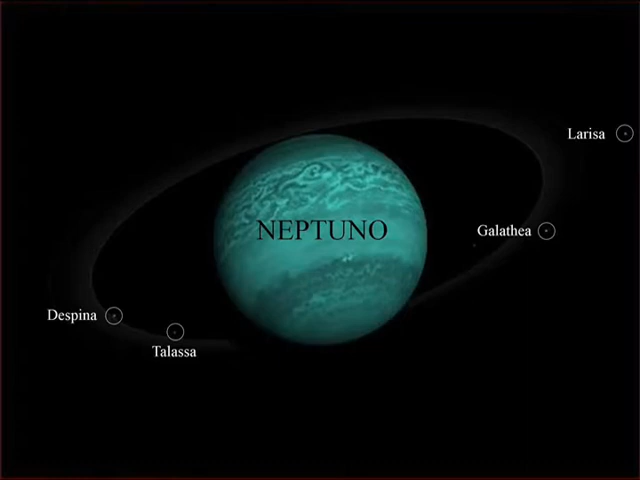 Larisa
NEPTUNO
Galathea
Despina
Talassa